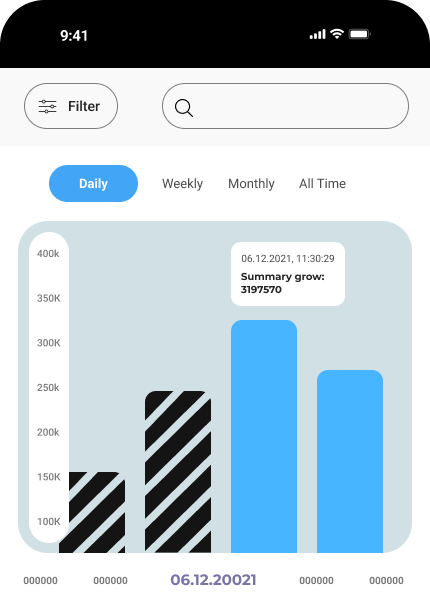 9:41
Filter
Daily Weekly Monthly All Time
400k
06.12.2021, 11:30:29
Summary grow:
3197570
350K
300K
250k
200k
150K
100K
000000 000000 06.12.20021 000000 000000